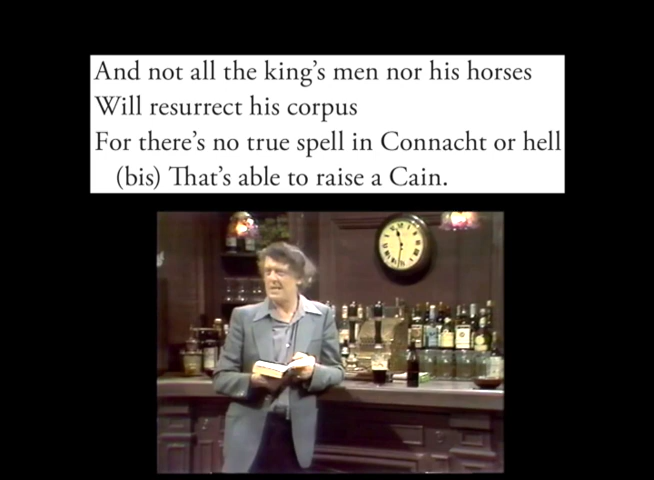 And not all the king’s men nor his horses
Will resurrect his corpus
For there’s no true spell in Connacht or hell
(bis) That’s able to raise a Cain.